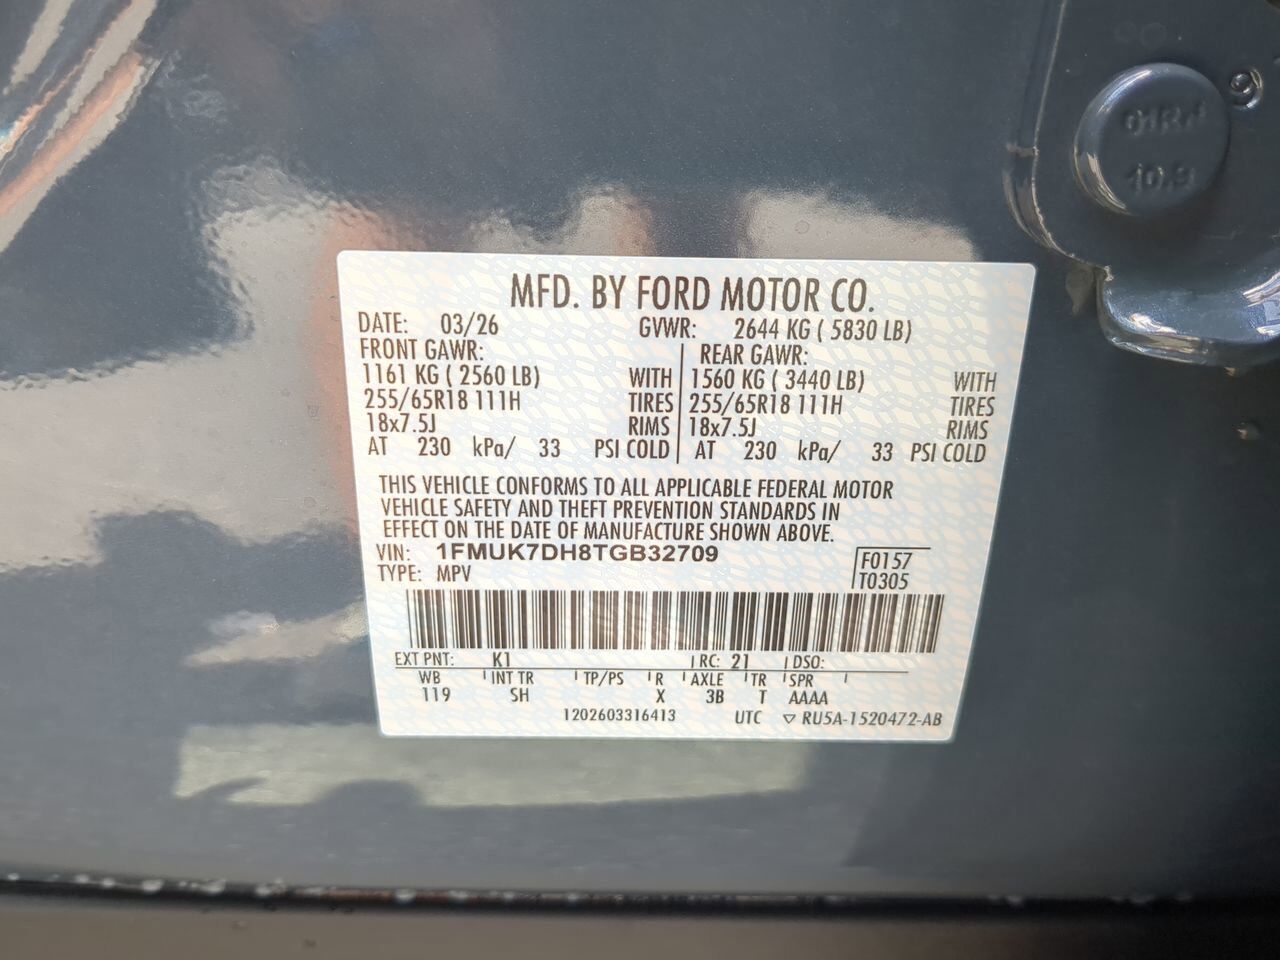 MFD. BY FORD MOTOR CO.
DATE: 03/26 GVWR: 2644 KG ( 5830 LB)
FRONT GAWR: REAR GAWR:
1161 KG ( 2560 LB) WITH 1560 KG ( 3440 LB) WITH
255/65R18 111H TIRES 255/65R18 111H TIRES
18x7.5J RIMS 18x7.5J RIMS
AT 230 kPa/ 33 PSI COLD AT 230 kPa/ 33 PSI COLD
THIS VEHICLE CONFORMS TO ALL APPLICABLE FEDERAL MOTOR
VEHICLE SAFETY AND THEFT PREVENTION STANDARDS IN
EFFECT ON THE DATE OF MANUFACTURE SHOWN ABOVE.
VIN: 1FMUK7DH8TGB32709
TYPE: MPV
F0157
T0305
EXT PNT: K1 RC: 21 DSO:
WB INT TR TP/PS R AXLE TR SPR
119 SH X 3B T AAAA
1202603316413 UTC ▽ RU5A-1520472-AB
10.9
9